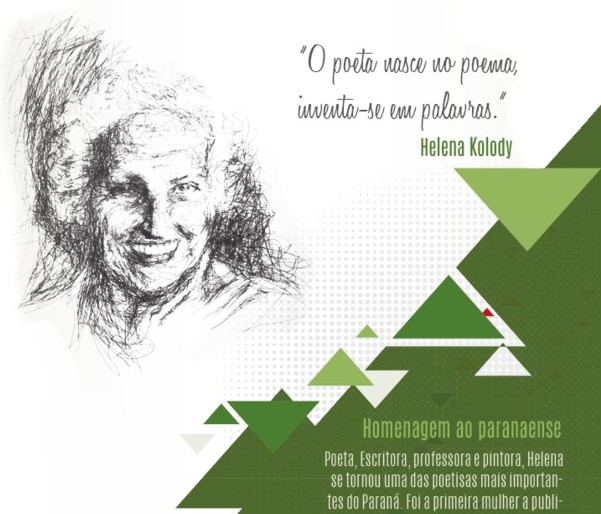 "O poeta nasce no poema,
inventa-se em palavras."
Helena Kolody
Homenagem ao paranaense
Poeta, Escritora, professora e pintora, Helena
se tornou uma das poetisas mais importan-
tes do Paraná. Foi a primeira mulher a publi-